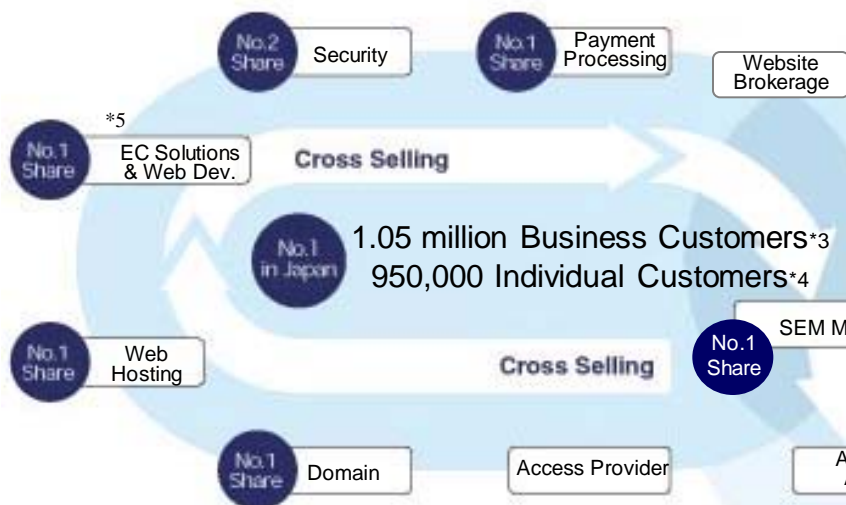 No.2
Share
Security
No.1
Share
Payment
Processing
Website
Brokerage
*5
No.1
Share
EC Solutions
& Web Dev.
Cross Selling
No.1
in Japan
1.05 million Business Customers*3
950,000 Individual Customers*4
SEM M
No.1
Share
No.1
Share
Web
Hosting
Cross Selling
No.1
Share
Domain
Access Provider
A
A